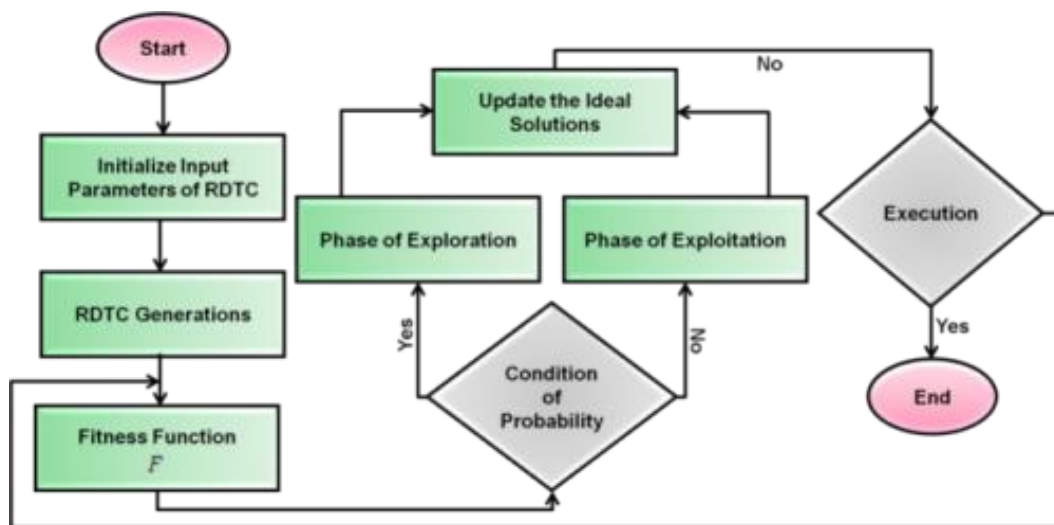 Start
Initialize Input
Parameters of RDTC
RDTC Generations
Fitness Function
F
Condition
of
Probability
Yes
No
Phase of Exploration
Phase of Exploitation
Update the Ideal
Solutions
No
Execution
Yes
End